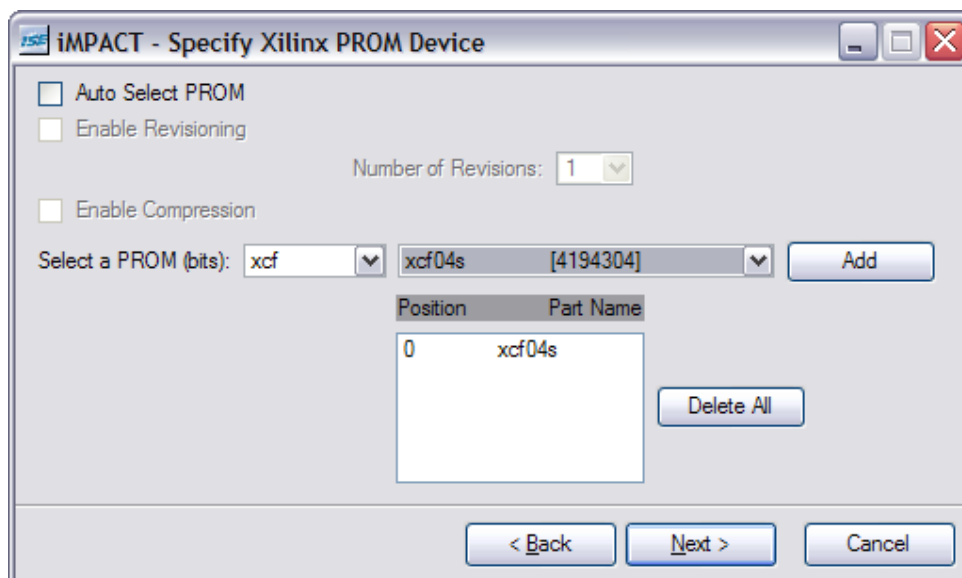 ISE iMPACT - Specify Xilinx PROM Device
Auto Select PROM
Enable Revisioning
Number of Revisions: 1
Enable Compression
Select a PROM (bits): xcf xcf04s [4194304] Add
Position Part Name
0 xcf04s
Delete All
< Back Next > Cancel